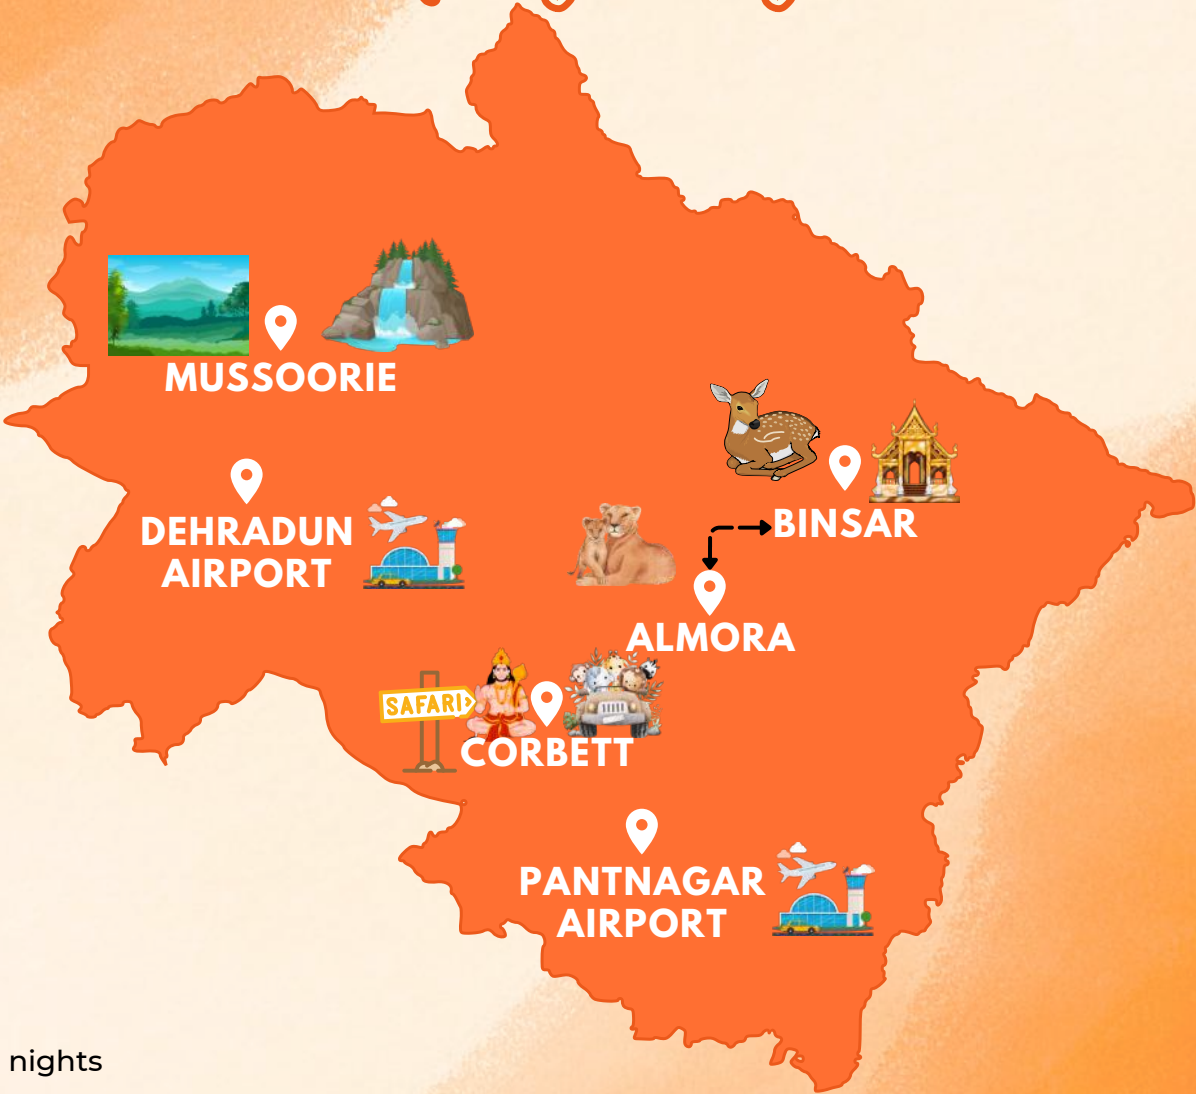 MUSSOORIE
DEHRADUN
AIRPORT
BINSAR
ALMORA
SAFARI
CORBETT
PANTNAGAR
AIRPORT
nights